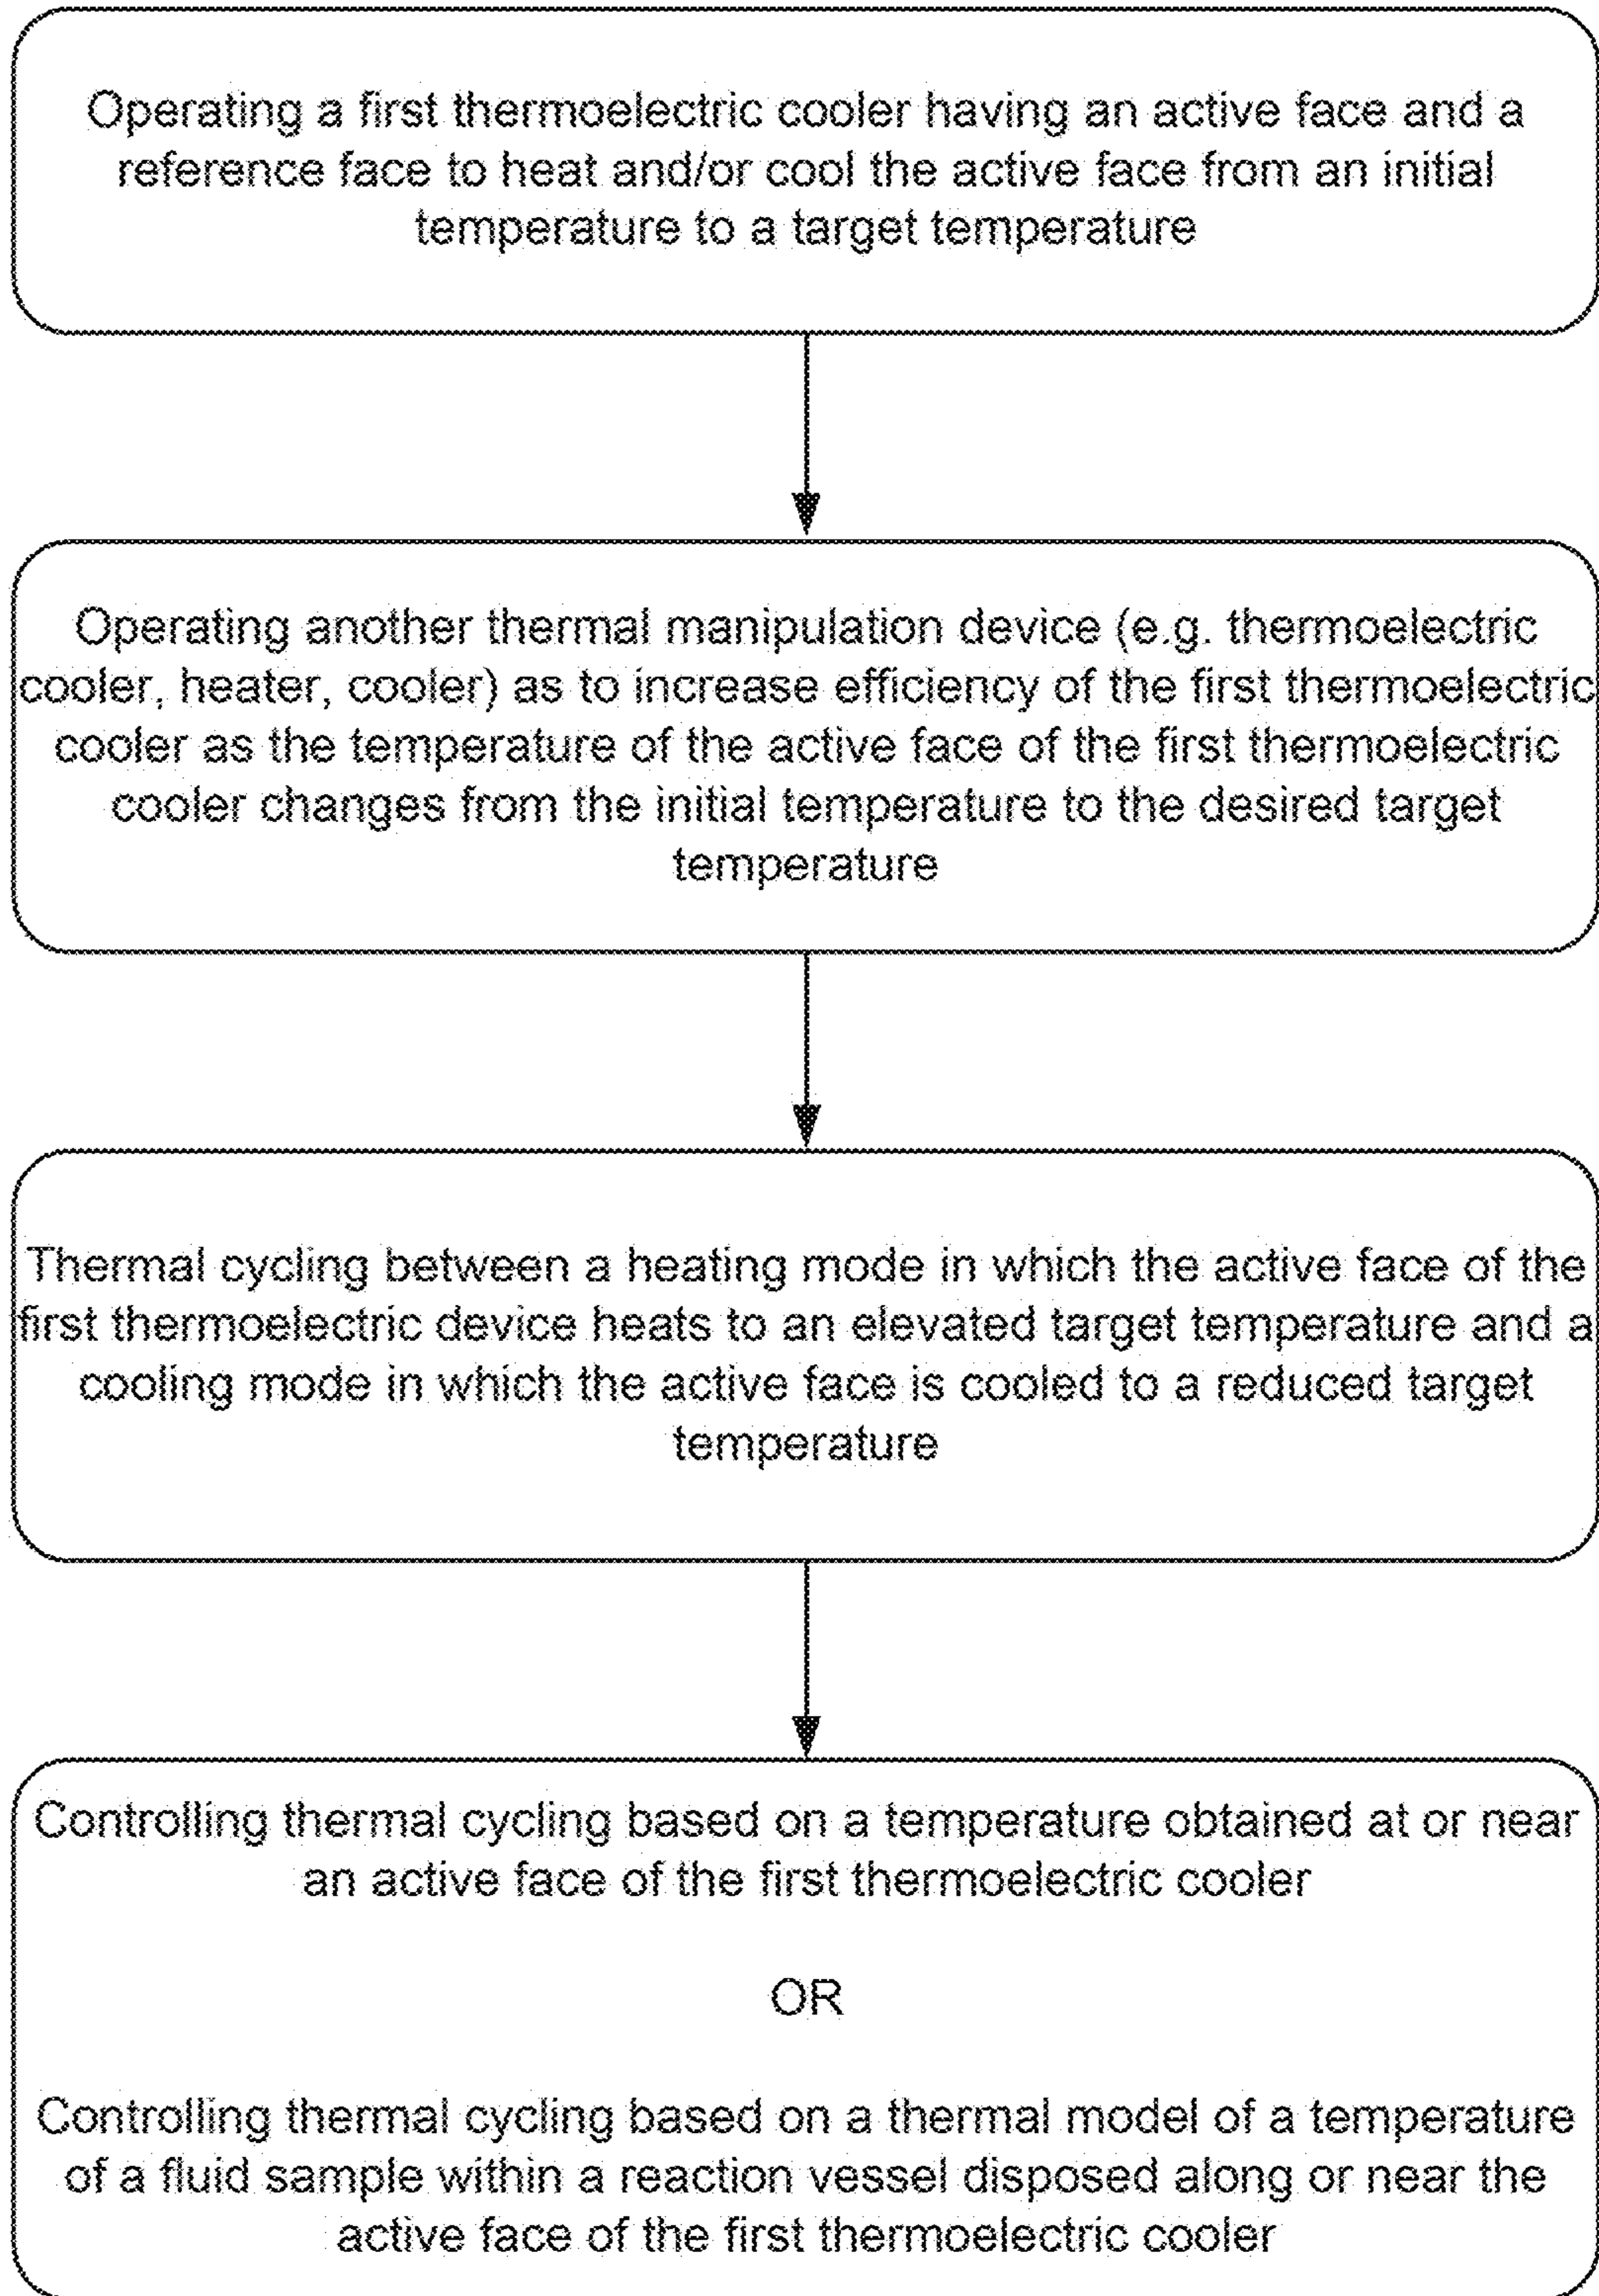 Operating a first thermoelectric cooler having an active face and a
reference face to heat and/or cool the active face from an initial
temperature to a target temperature
Operating another thermal manipulation device (e.g. thermoelectric
cooler, heater, cooler) as to increase efficiency of the first thermoelectric
cooler as the temperature of the active face of the first thermoelectric
cooler changes from the initial temperature to the desired target
temperature
Thermal cycling between a heating mode in which the active face of the
first thermoelectric device heats to an elevated target temperature and a
cooling mode in which the active face is cooled to a reduced target
temperature
Controlling thermal cycling based on a temperature obtained at or near
an active face of the first thermoelectric cooler
OR
Controlling thermal cycling based on a thermal model of a temperature
of a fluid sample within a reaction vessel disposed along or near the
active face of the first thermoelectric cooler